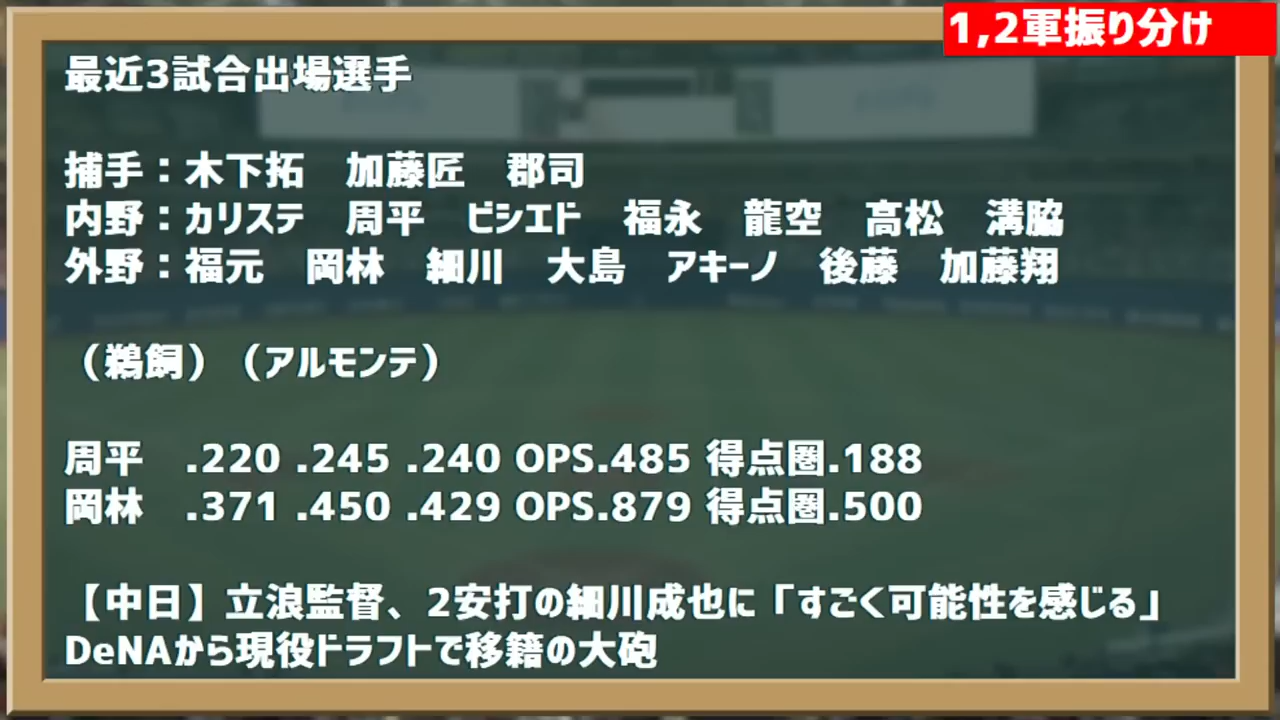 1,2軍振り分け
最近3試合出場選手
捕手：木下拓　加藤匠　郡司
内野：カリステ　周平　ビシエド　福永　龍空　高松　溝脇
外野：福元　岡林　細川　大島　アキーノ　後藤　加藤翔
（鵜飼）（アルモンテ）
周平　.220 .245 .240 OPS.485 得点圏.188
岡林　.371 .450 .429 OPS.879 得点圏.500
【中日】立浪監督、2安打の細川成也に「すごく可能性を感じる」
DeNAから現役ドラフトで移籍の大砲